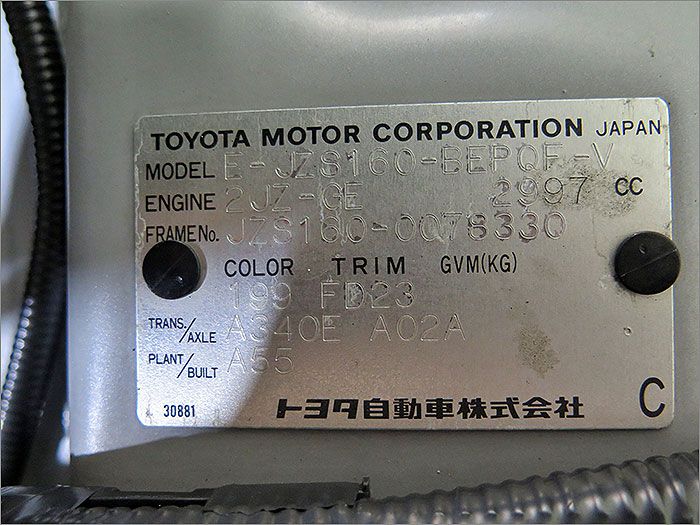 TOYOTA MOTOR CORPORATION JAPAN
MODEL E-JZS160-BEPQF-V
ENGINE 2JZ-GE 2997 CC
FRAME No. JZS160-0078330
COLOR TRIM GVM(KG)
199 FD23
TRANS./AXLE A340E A02A
PLANT/BUILT A55
30881 トヨタ自動車株式会社 C